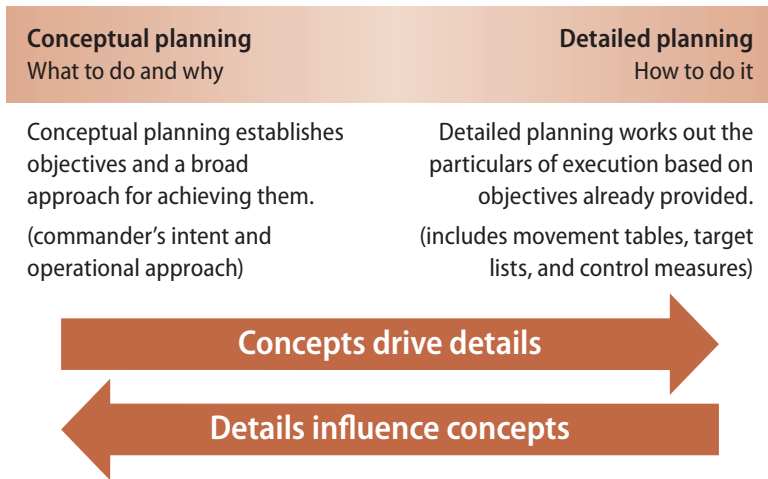 Conceptual planning
What to do and why
Detailed planning
How to do it
Conceptual planning establishes
objectives and a broad
approach for achieving them.
(commander’s intent and
operational approach)
Detailed planning works out the
particulars of execution based on
objectives already provided.
(includes movement tables, target
lists, and control measures)
Concepts drive details
Details influence concepts